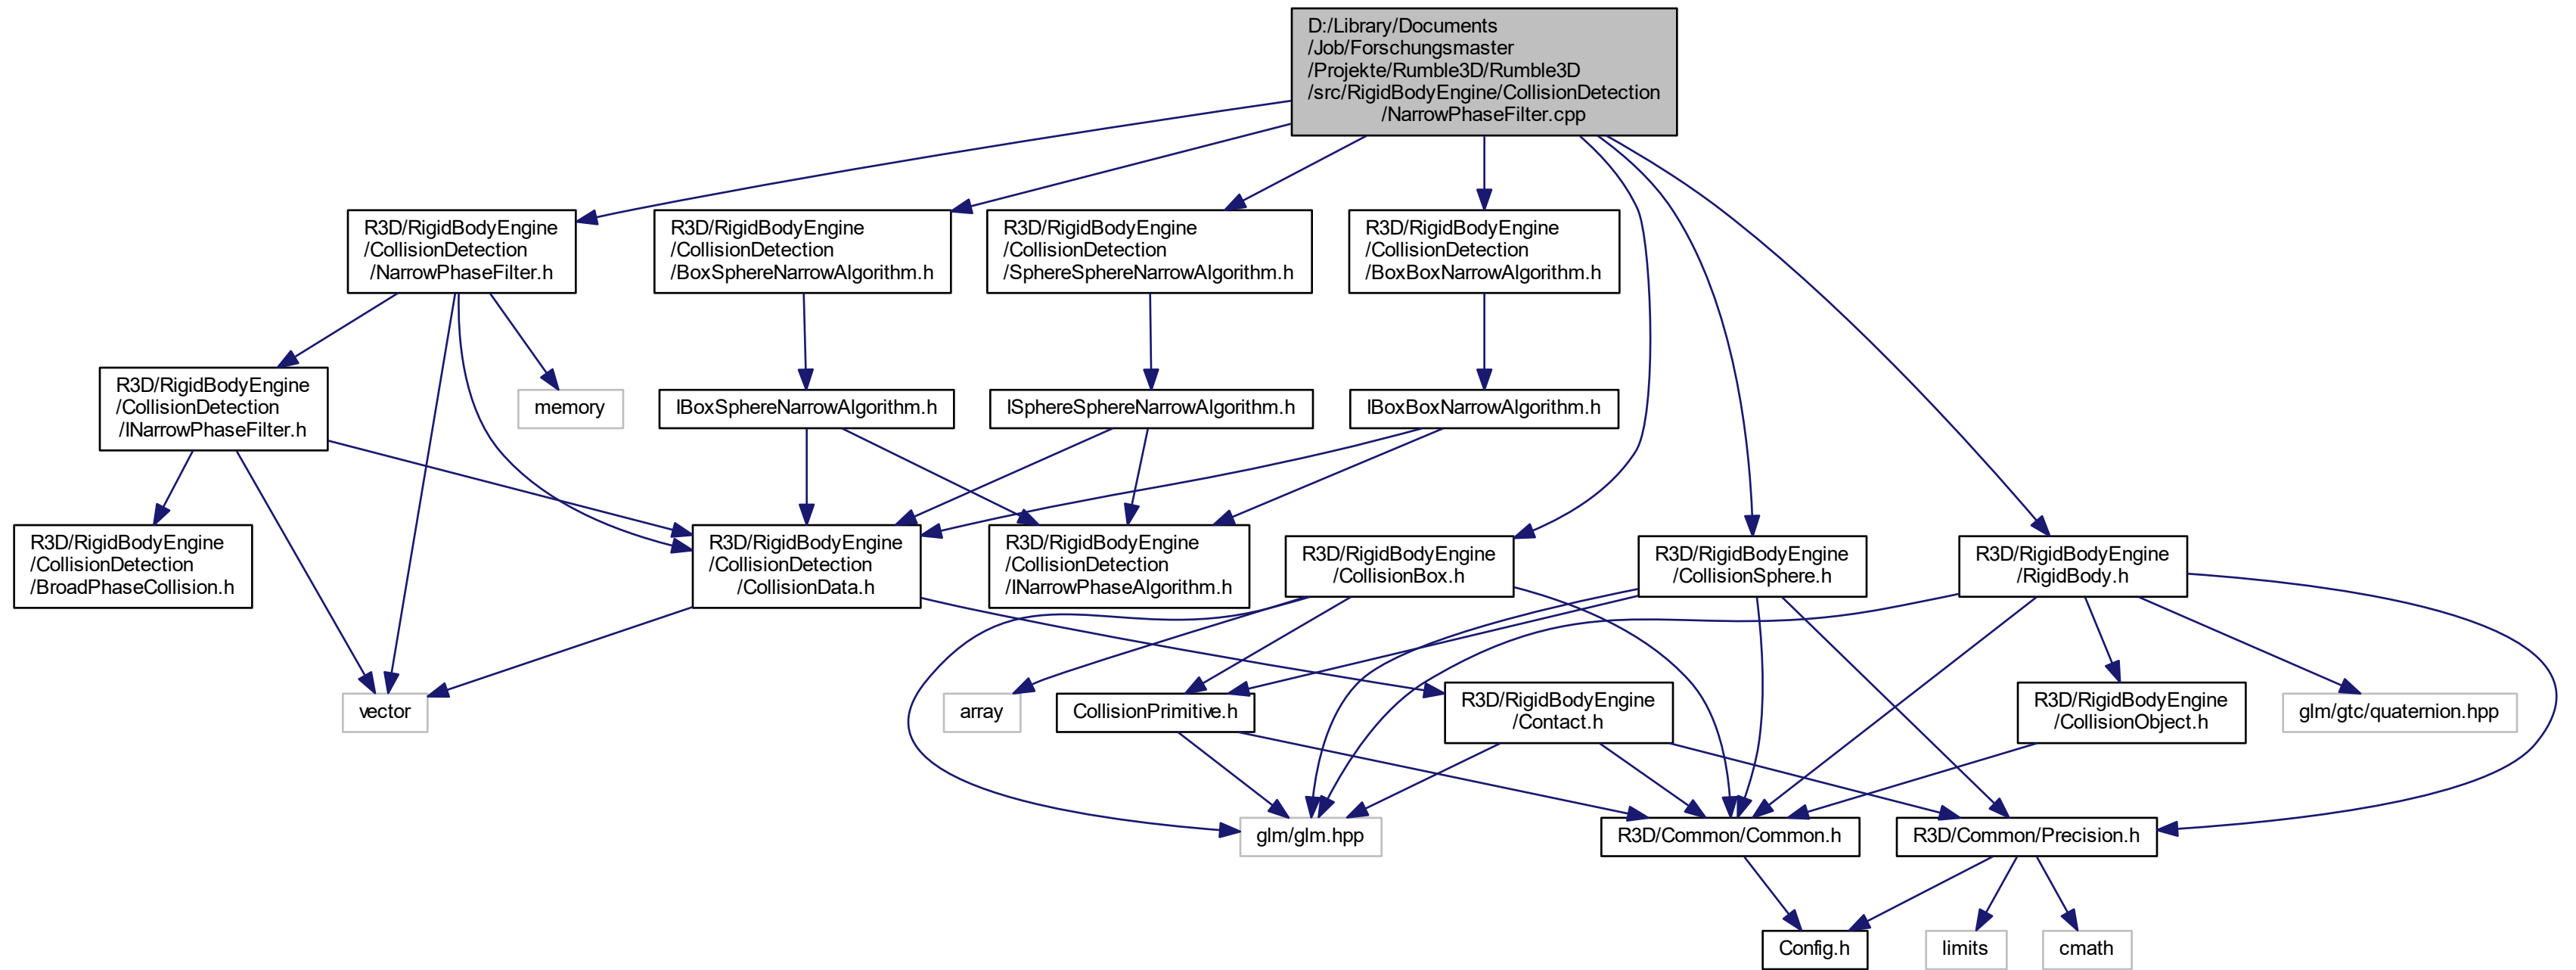 D:/Library/Documents
/Job/Forschungsmaster
/Projekte/Rumble3D/Rumble3D
/src/RigidBodyEngine/CollisionDetection
/NarrowPhaseFilter.cpp
R3D/RigidBodyEngine
/CollisionDetection
/NarrowPhaseFilter.h
R3D/RigidBodyEngine
/CollisionDetection
/BoxSphereNarrowAlgorithm.h
R3D/RigidBodyEngine
/CollisionDetection
/SphereSphereNarrowAlgorithm.h
R3D/RigidBodyEngine
/CollisionDetection
/BoxBoxNarrowAlgorithm.h
R3D/RigidBodyEngine
/CollisionDetection
/INarrowPhaseFilter.h
memory
IBoxSphereNarrowAlgorithm.h
ISphereSphereNarrowAlgorithm.h
IBoxBoxNarrowAlgorithm.h
R3D/RigidBodyEngine
/CollisionDetection
/BroadPhaseCollision.h
R3D/RigidBodyEngine
/CollisionDetection
/CollisionData.h
R3D/RigidBodyEngine
/CollisionDetection
/INarrowPhaseAlgorithm.h
R3D/RigidBodyEngine
/CollisionBox.h
R3D/RigidBodyEngine
/CollisionSphere.h
R3D/RigidBodyEngine
/RigidBody.h
vector
array
CollisionPrimitive.h
R3D/RigidBodyEngine
/Contact.h
R3D/RigidBodyEngine
/CollisionObject.h
glm/gtc/quaternion.hpp
glm/glm.hpp
R3D/Common/Common.h
R3D/Common/Precision.h
Config.h
limits
cmath